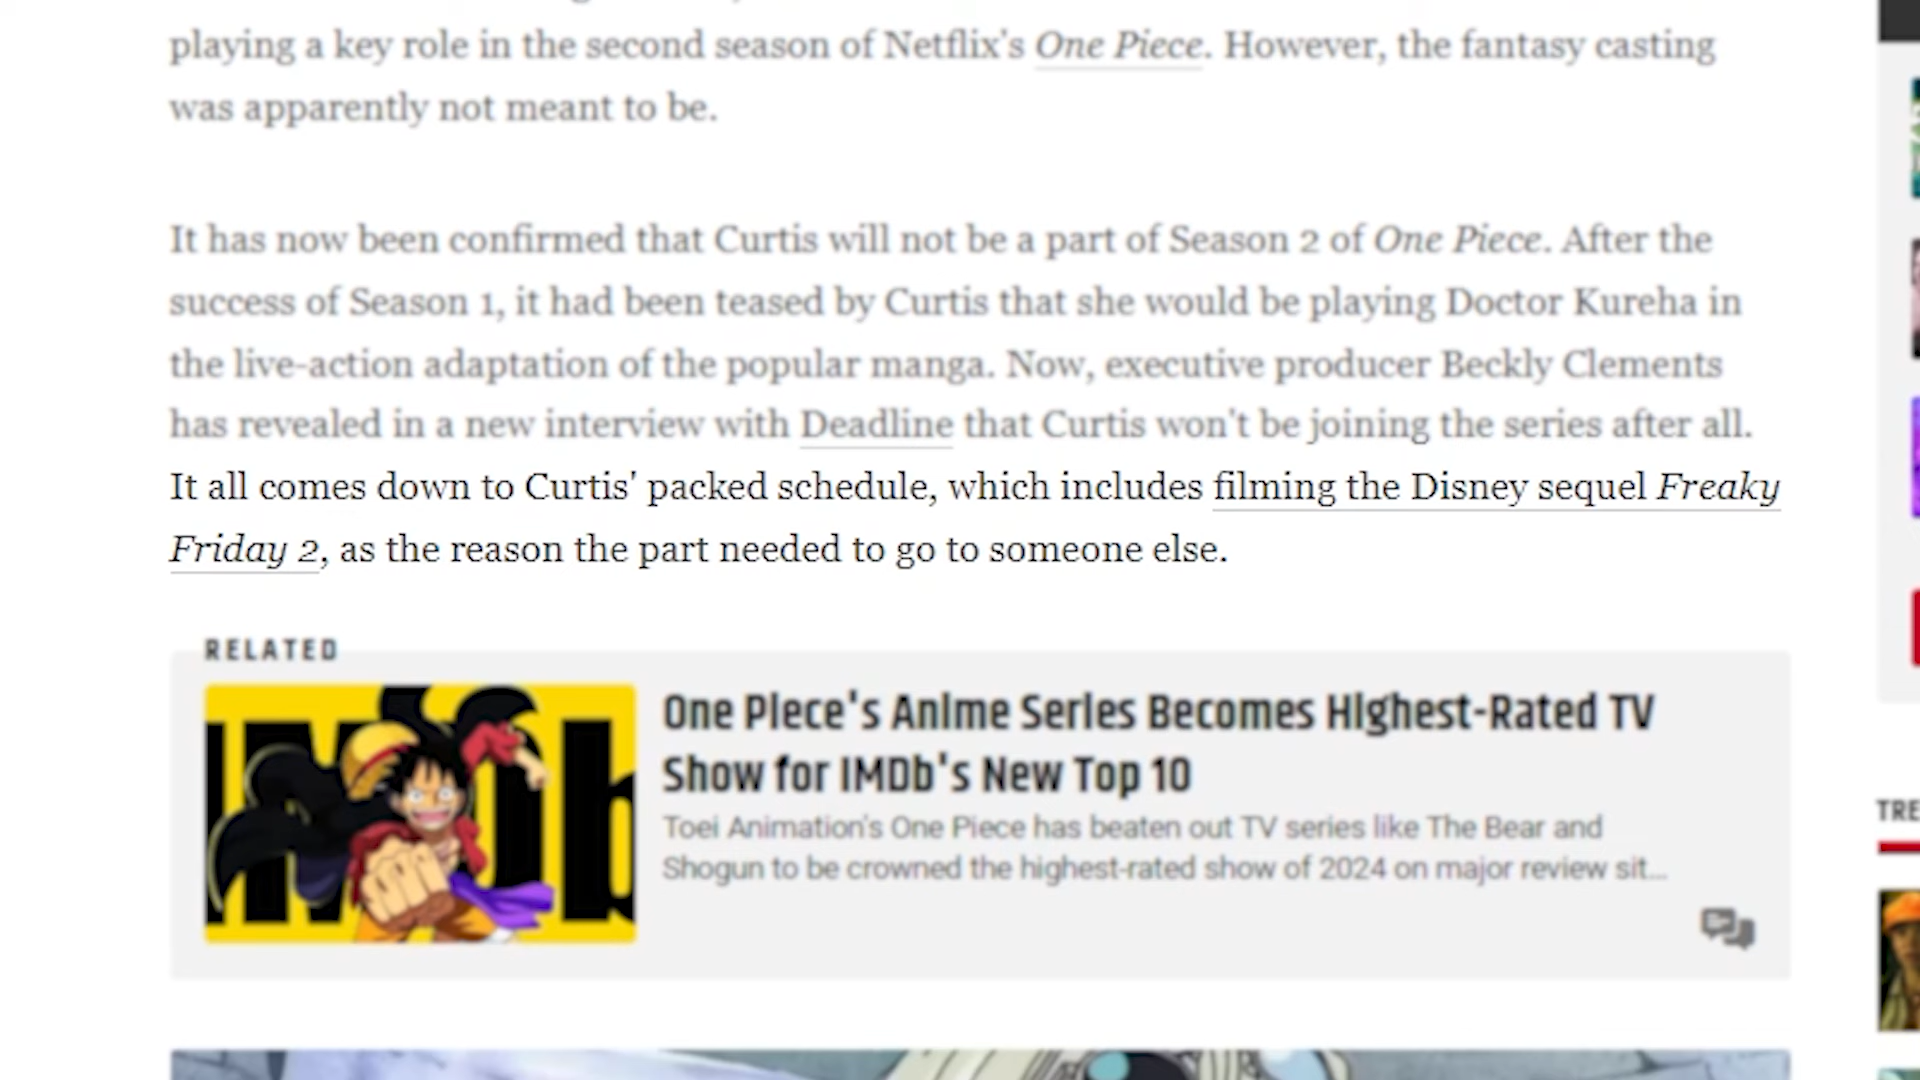 playing a key role in the second season of Netflix's One Piece. However, the fantasy casting
was apparently not meant to be.
It has now been confirmed that Curtis will not be a part of Season 2 of One Piece. After the
success of Season 1, it had been teased by Curtis that she would be playing Doctor Kureha in
the live-action adaptation of the popular manga. Now, executive producer Beckly Clements
has revealed in a new interview with Deadline that Curtis won't be joining the series after all.
It all comes down to Curtis' packed schedule, which includes filming the Disney sequel Freaky
Friday 2, as the reason the part needed to go to someone else.
RELATED
One Piece's Anime Series Becomes Highest-Rated TV
Show for IMDb's New Top 10
Toei Animation's One Piece has beaten out TV series like The Bear and
Shogun to be crowned the highest-rated show of 2024 on major review sit...
TRE